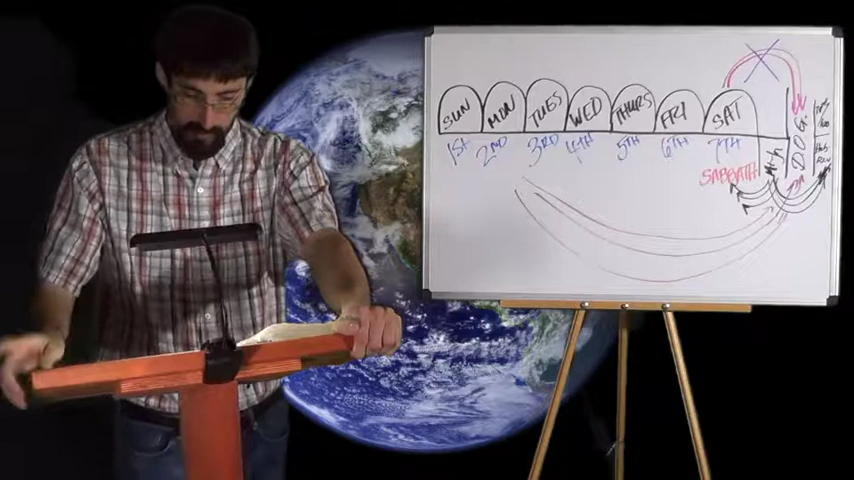 SUN MON TUES WED THURS FRI SAT
1ST 2ND 3RD 4TH 5TH 6TH 7TH
SABBATH